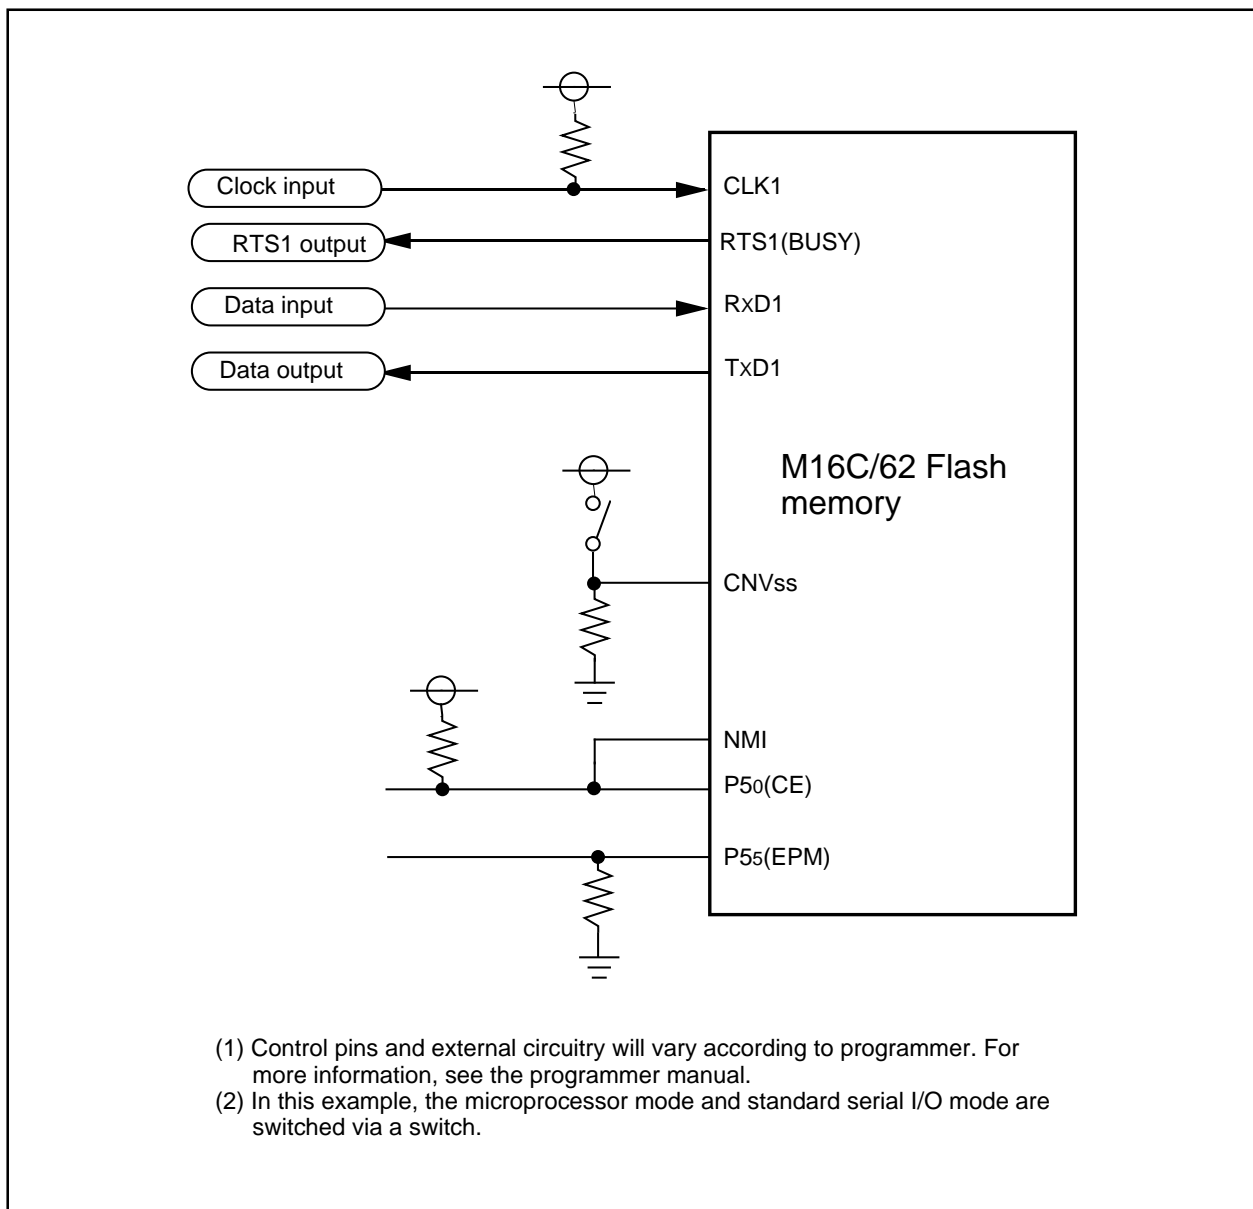 Clock input
CLK1
RTS1 output
RTS1(BUSY)
Data input
RxD1
Data output
TxD1
M16C/62 Flash
memory
CNVss
NMI
P50(CE)
P55(EPM)
(1) Control pins and external circuitry will vary according to programmer. For
more information, see the programmer manual.
(2) In this example, the microprocessor mode and standard serial I/O mode are
switched via a switch.